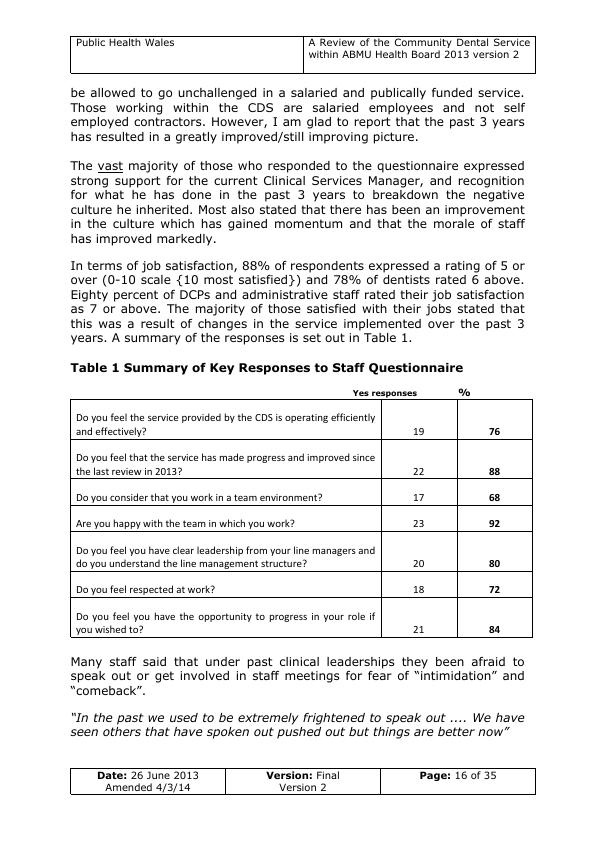 Public Health Wales
A Review of the Community Dental Service
within ABMU Health Board 2013 version 2
be allowed to go unchallenged in a salaried and publically funded service.
Those working within the CDS are salaried employees and not self
employed contractors. However, I am glad to report that the past 3 years
has resulted in a greatly improved/still improving picture.
The vast majority of those who responded to the questionnaire expressed
strong support for the current Clinical Services Manager, and recognition
for what he has done in the past 3 years to breakdown the negative
culture he inherited. Most also stated that there has been an improvement
in the culture which has gained momentum and that the morale of staff
has improved markedly.
In terms of job satisfaction, 88% of respondents expressed a rating of 5 or
over (0-10 scale {10 most satisfied}) and 78% of dentists rated 6 above.
Eighty percent of DCPs and administrative staff rated their job satisfaction
as 7 or above. The majority of those satisfied with their jobs stated that
this was a result of changes in the service implemented over the past 3
years. A summary of the responses is set out in Table 1.
Table 1 Summary of Key Responses to Staff Questionnaire
Yes responses %
Do you feel the service provided by the CDS is operating efficiently
and effectively? 19 76
Do you feel that the service has made progress and improved since
the last review in 2013? 22 88
Do you consider that you work in a team environment? 17 68
Are you happy with the team in which you work? 23 92
Do you feel you have clear leadership from your line managers and
do you understand the line management structure? 20 80
Do you feel respected at work? 18 72
Do you feel you have the opportunity to progress in your role if
you wished to? 21 84
Many staff said that under past clinical leaderships they been afraid to
speak out or get involved in staff meetings for fear of “intimidation” and
“comeback”.
“In the past we used to be extremely frightened to speak out .... We have
seen others that have spoken out pushed out but things are better now”
Date: 26 June 2013 Version: Final Page: 16 of 35
Amended 4/3/14 Version 2